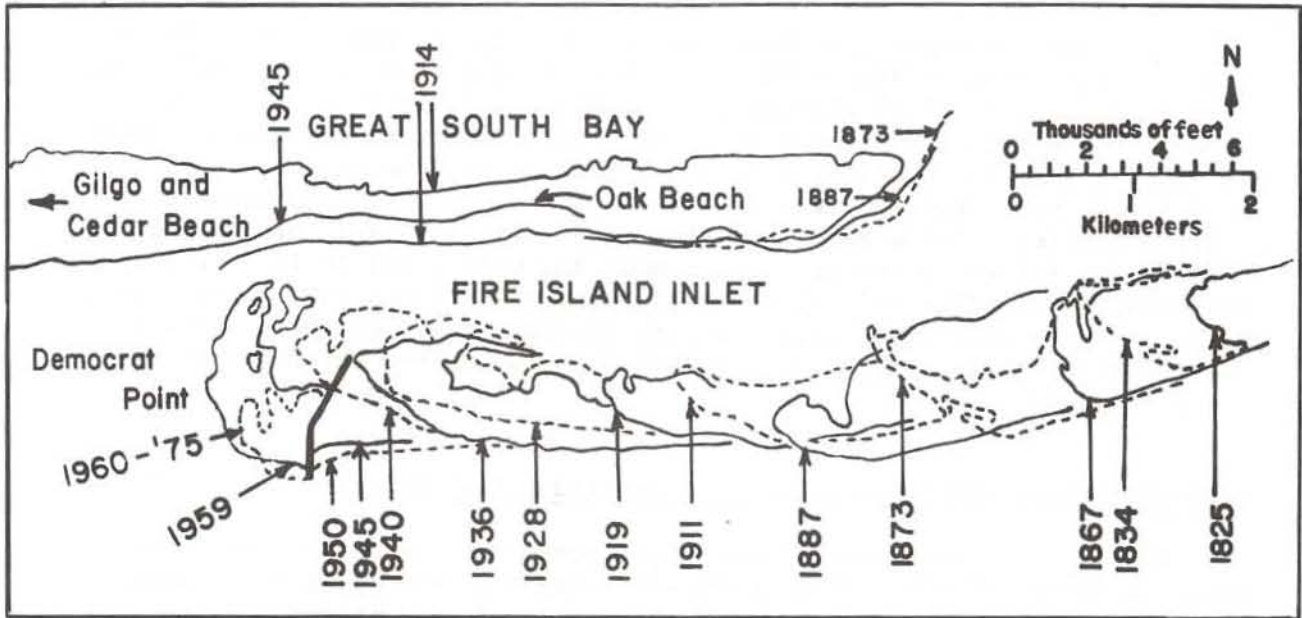 1945
1914
N
GREAT SOUTH BAY
1873
Thousands of feet
0 2 4 6
Gilgo and
Cedar Beach
Oak Beach
1887
0 1 2
Kilometers
FIRE ISLAND INLET
Democrat
Point
1960-'75
1959
1950
1945
1940
1936
1928
1919
1911
1887
1873
1867
1834
1825